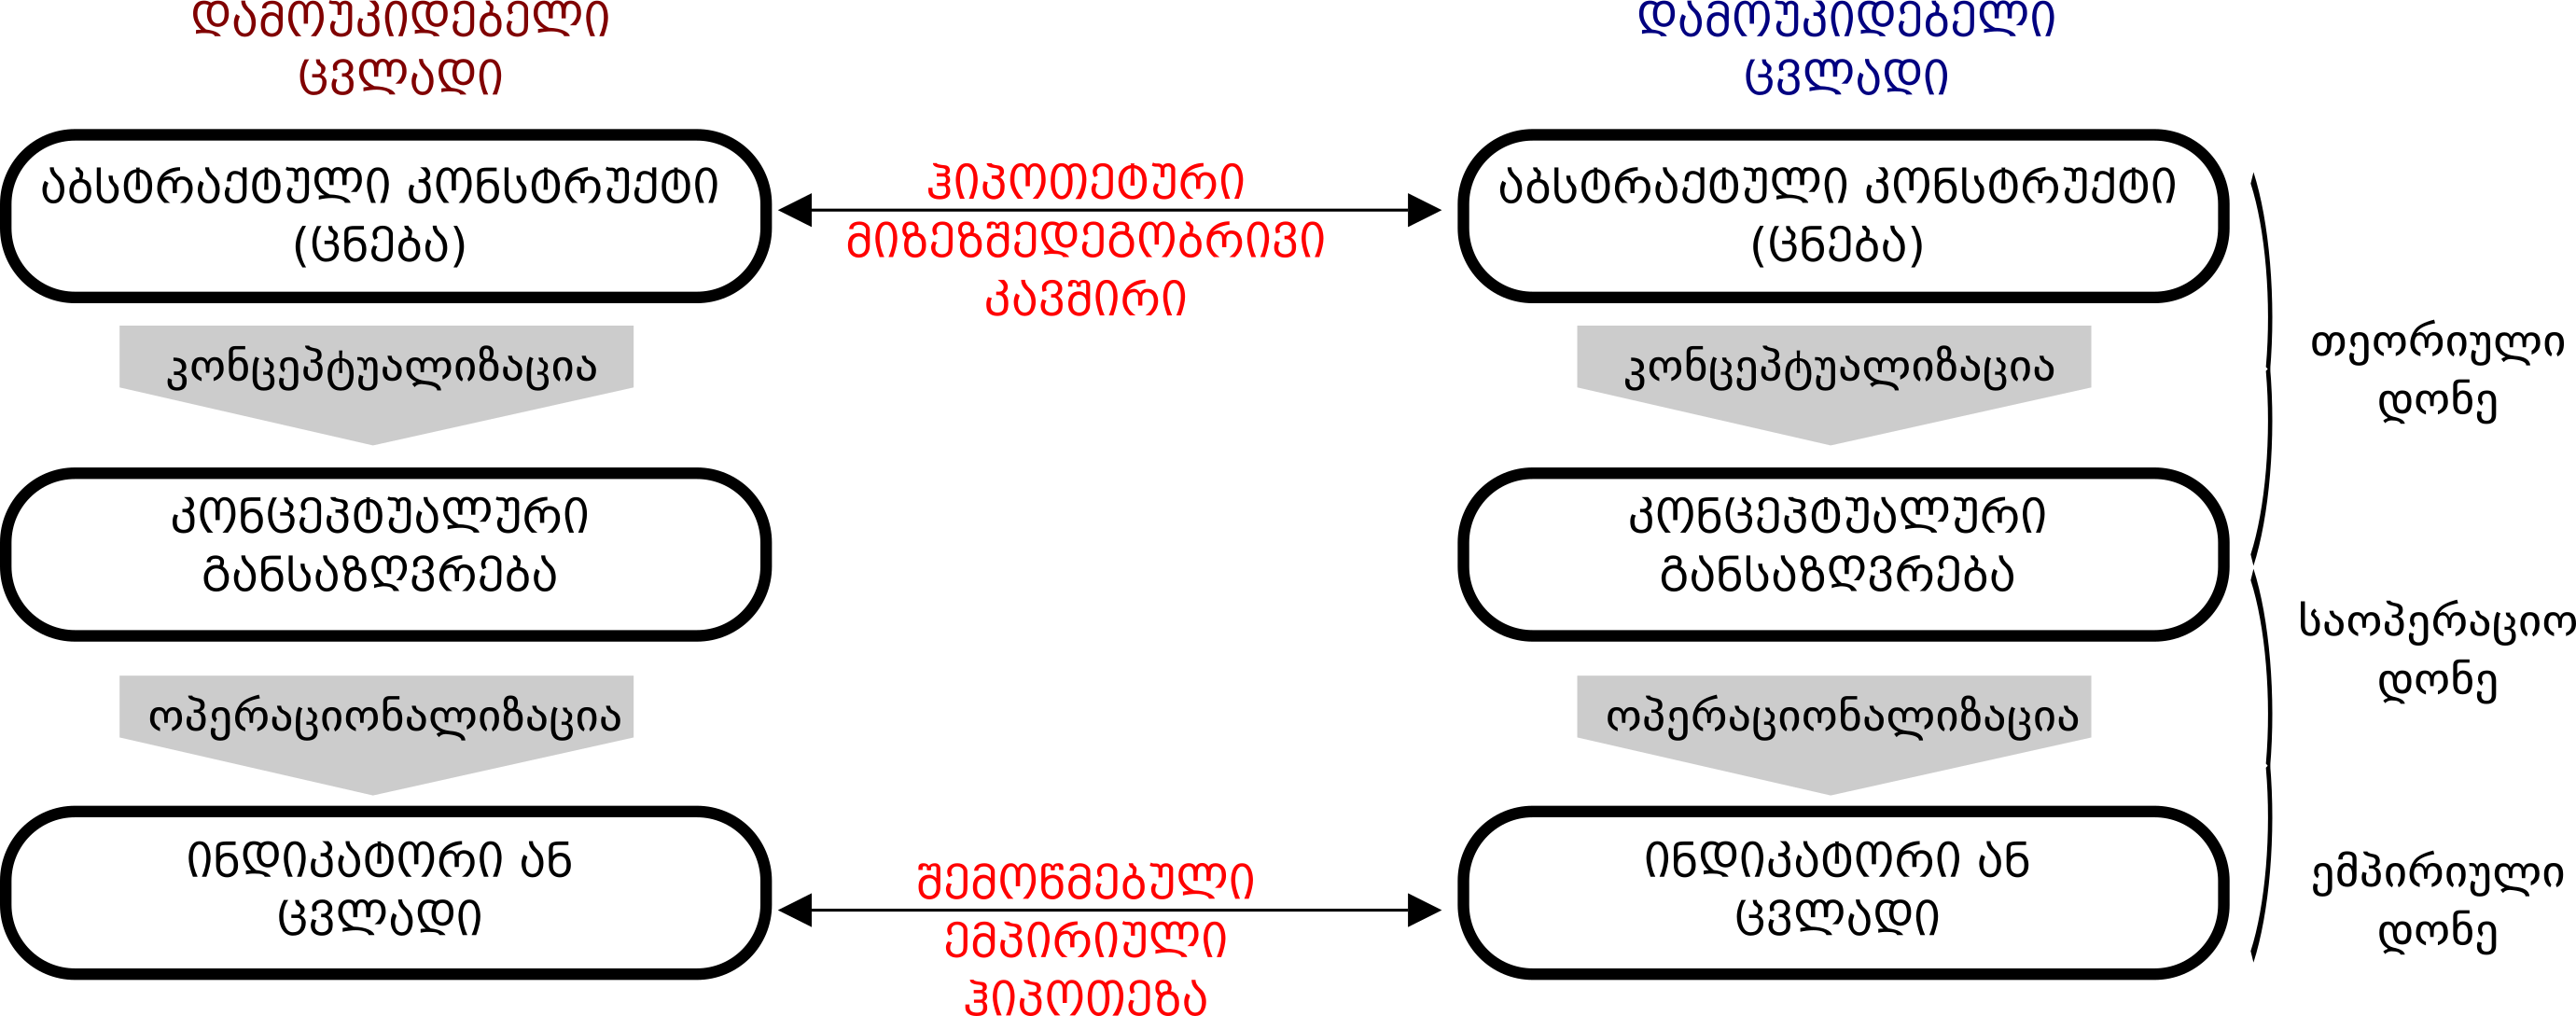 დამოუკიდებელი
ცვლადი
დამოუკიდებელი
ცვლადი
აბსტრაქტული კონსტრუქტი
(ცნება)
ჰიპოთეტური
მიზეზშედეგობრივი
კავშირი
აბსტრაქტული კონსტრუქტი
(ცნება)
კონცეპტუალიზაცია
კონცეპტუალიზაცია
თეორიული
დონე
კონცეპტუალური
განსაზღვრება
კონცეპტუალური
განსაზღვრება
საოპერაციო
დონე
ოპერაციონალიზაცია
ოპერაციონალიზაცია
ინდიკატორი ან
ცვლადი
შემოწმებული
ემპირიული
ჰიპოთეზა
ინდიკატორი ან
ცვლადი
ემპირიული
დონე